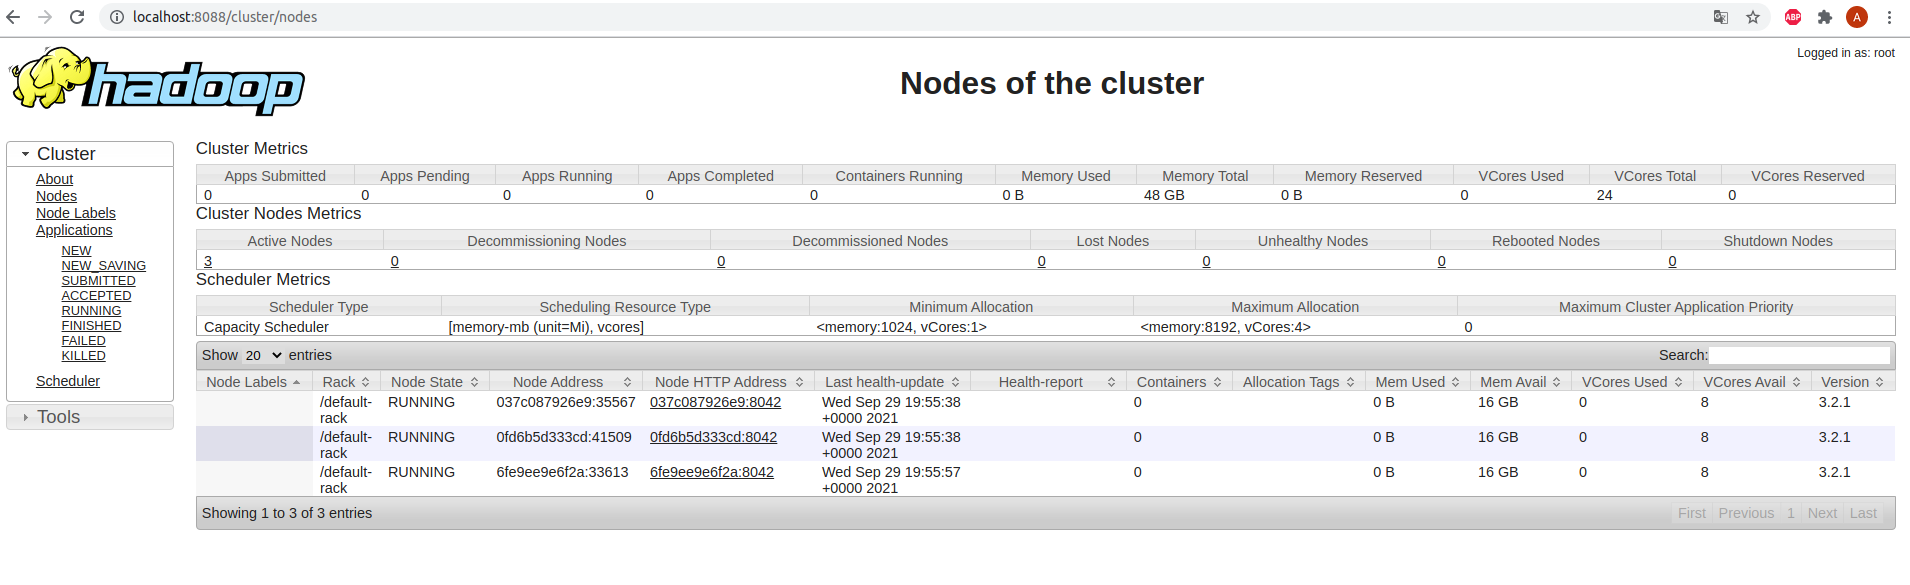 localhost:8088/cluster/nodes
ABP
A
Logged in as: root
hadoop
Nodes of the cluster
Cluster
About
Nodes
Node Labels
Applications
NEW
NEW_SAVING
SUBMITTED
ACCEPTED
RUNNING
FINISHED
FAILED
KILLED
Scheduler
Tools
Cluster Metrics
Apps Submitted Apps Pending Apps Running Apps Completed Containers Running Memory Used Memory Total Memory Reserved VCores Used VCores Total VCores Reserved
0 0 0 0 0 0 B 48 GB 0 B 0 24 0
Cluster Nodes Metrics
Active Nodes Decommissioning Nodes Decommissioned Nodes Lost Nodes Unhealthy Nodes Rebooted Nodes Shutdown Nodes
3 0 0 0 0 0 0
Scheduler Metrics
Scheduler Type Scheduling Resource Type Minimum Allocation Maximum Allocation Maximum Cluster Application Priority
Capacity Scheduler [memory-mb (unit=Mi), vcores] <memory:1024, vCores:1> <memory:8192, vCores:4> 0
Show 20 entries Search:
Node Labels Rack Node State Node Address Node HTTP Address Last health-update Health-report Containers Allocation Tags Mem Used Mem Avail VCores Used VCores Avail Version
/default- RUNNING 037c087926e9:35567 037c087926e9:8042 Wed Sep 29 19:55:38 0 0 B 16 GB 0 8 3.2.1
rack +0000 2021
/default- RUNNING 0fd6b5d333cd:41509 0fd6b5d333cd:8042 Wed Sep 29 19:55:38 0 0 B 16 GB 0 8 3.2.1
rack +0000 2021
/default- RUNNING 6fe9ee9e6f2a:33613 6fe9ee9e6f2a:8042 Wed Sep 29 19:55:57 0 0 B 16 GB 0 8 3.2.1
rack +0000 2021
Showing 1 to 3 of 3 entries First Previous 1 Next Last